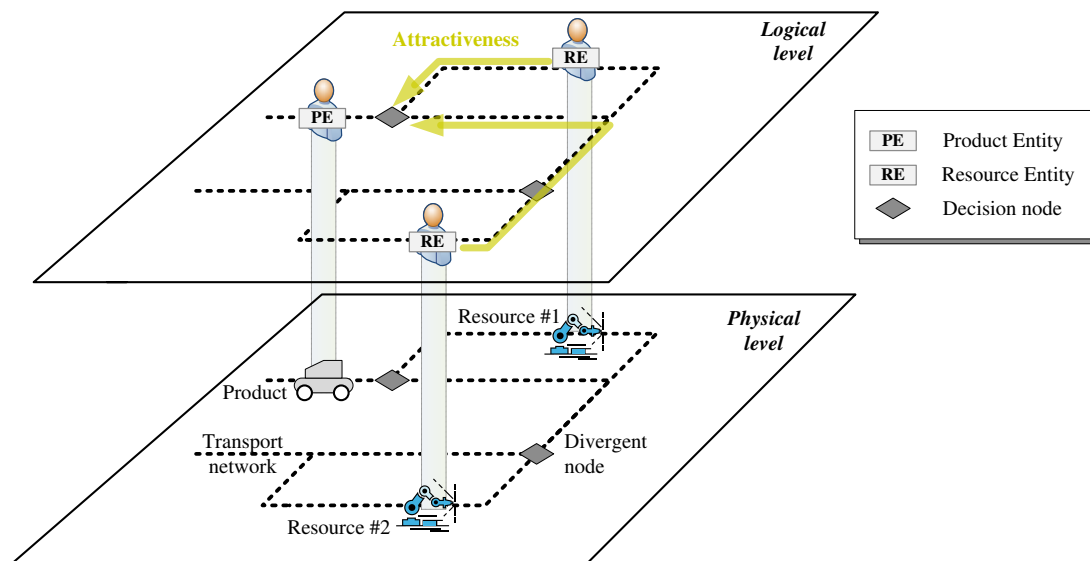 Logical
level
Attractiveness
RE
PE
RE
PE Product Entity
RE Resource Entity
Decision node
Physical
level
Resource #1
Product
Transport
network
Divergent
node
Resource #2